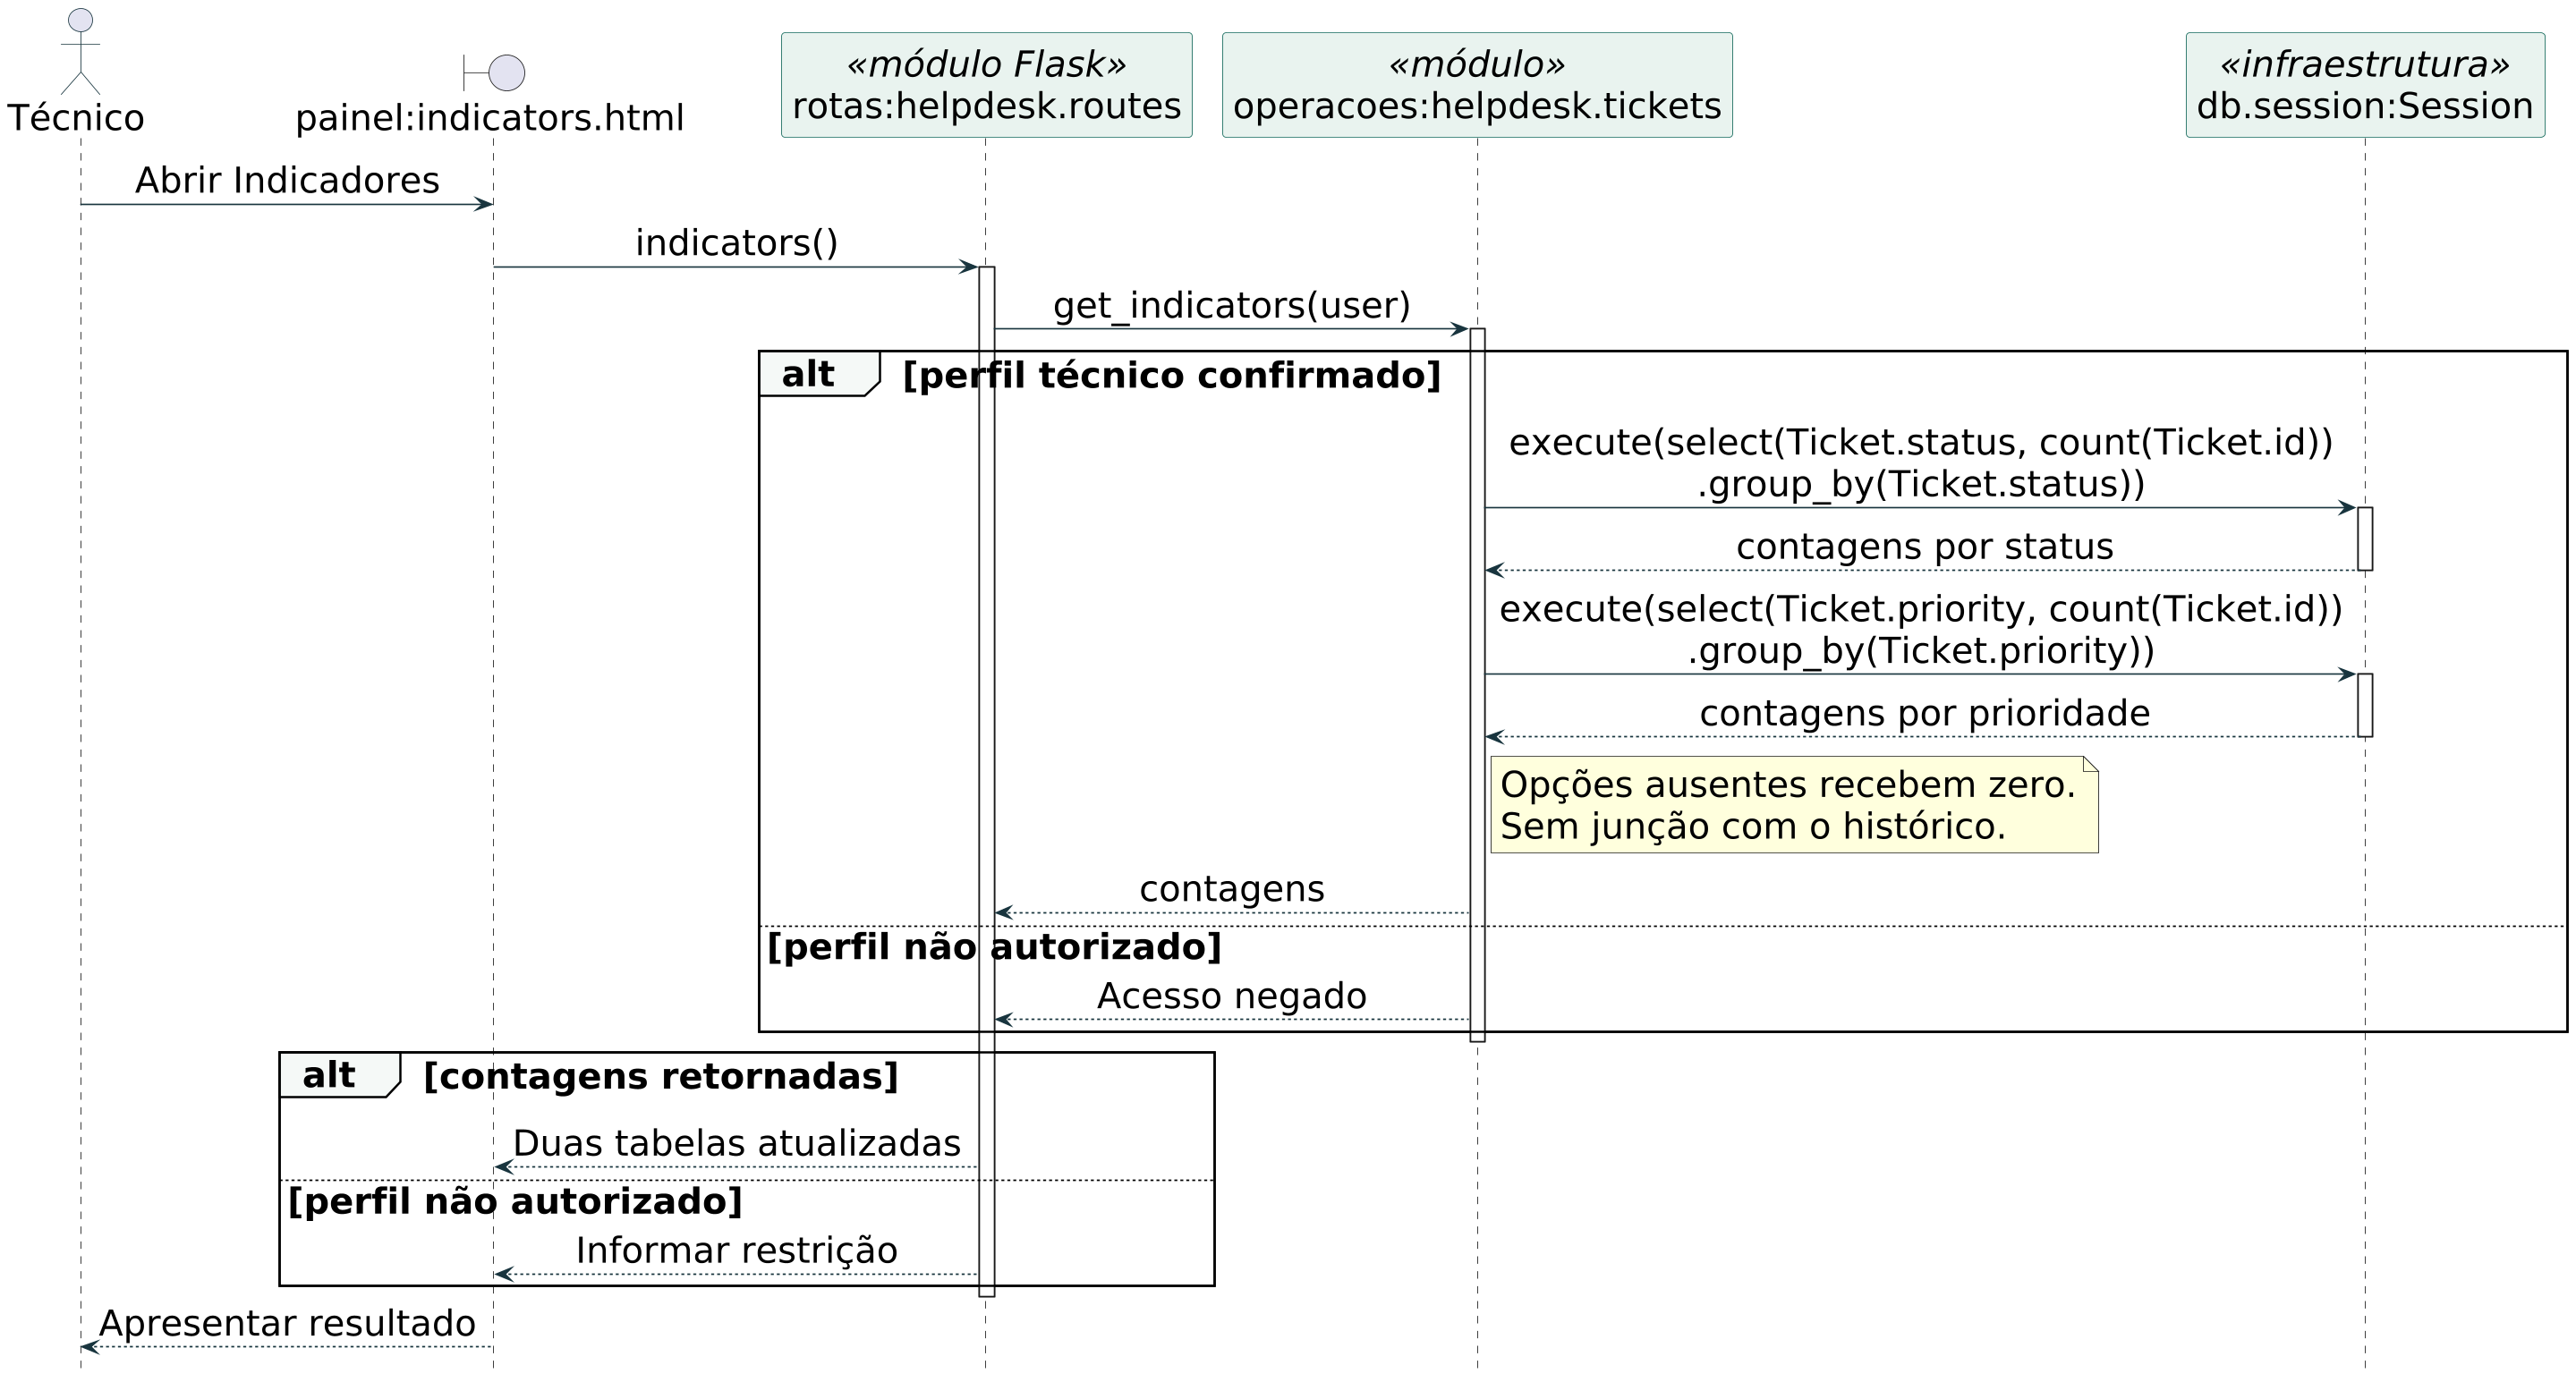 Técnico
painel:indicators.html
«módulo Flask»
rotas:helpdesk.routes
«módulo»
operacoes:helpdesk.tickets
«infraestrutura»
db.session:Session
Abrir Indicadores
indicators()
get_indicators(user)
alt [perfil técnico confirmado]
execute(select(Ticket.status, count(Ticket.id))
.group_by(Ticket.status))
contagens por status
execute(select(Ticket.priority, count(Ticket.id))
.group_by(Ticket.priority))
contagens por prioridade
Opções ausentes recebem zero.
Sem junção com o histórico.
contagens
[perfil não autorizado]
Acesso negado
alt [contagens retornadas]
Duas tabelas atualizadas
[perfil não autorizado]
Informar restrição
Apresentar resultado